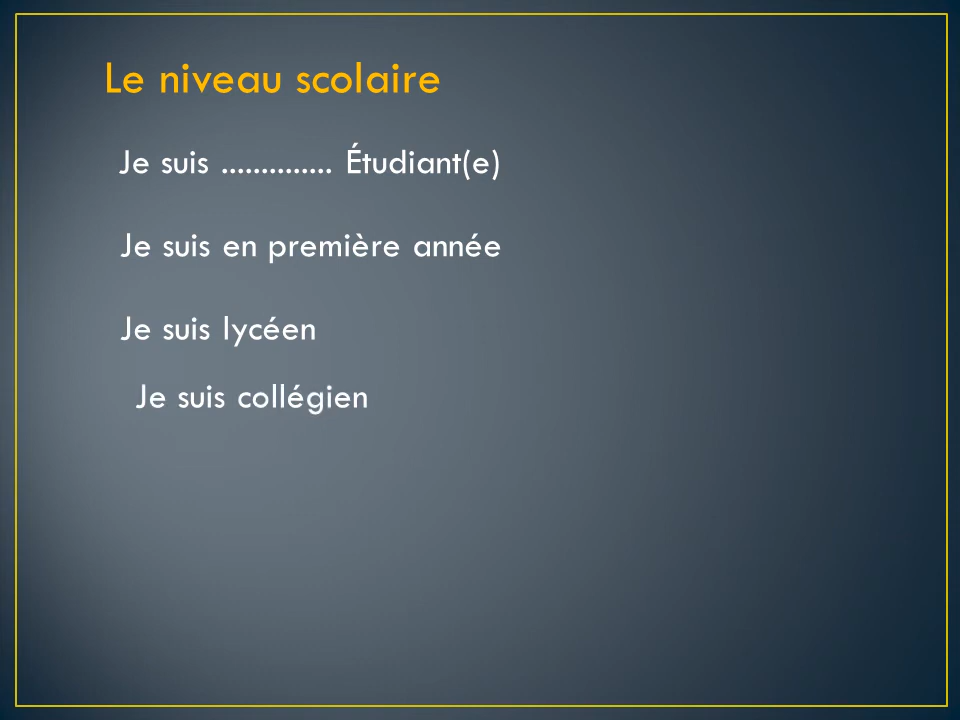 Le niveau scolaire
Je suis .............. Étudiant(e)
Je suis en première année
Je suis lycéen
Je suis collégien